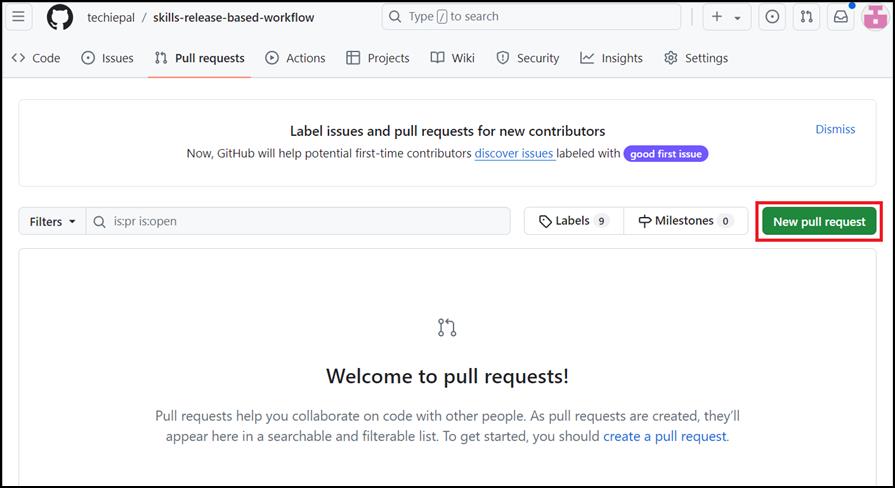 techiepal / skills-release-based-workflow
Type / to search
Code
Issues
Pull requests
Actions
Projects
Wiki
Security
Insights
Settings
Label issues and pull requests for new contributors
Dismiss
Now, GitHub will help potential first-time contributors discover issues labeled with good first issue
Filters
is:pr is:open
Labels 9
Milestones 0
New pull request
Welcome to pull requests!
Pull requests help you collaborate on code with other people. As pull requests are created, they’ll
appear here in a searchable and filterable list. To get started, you should create a pull request.